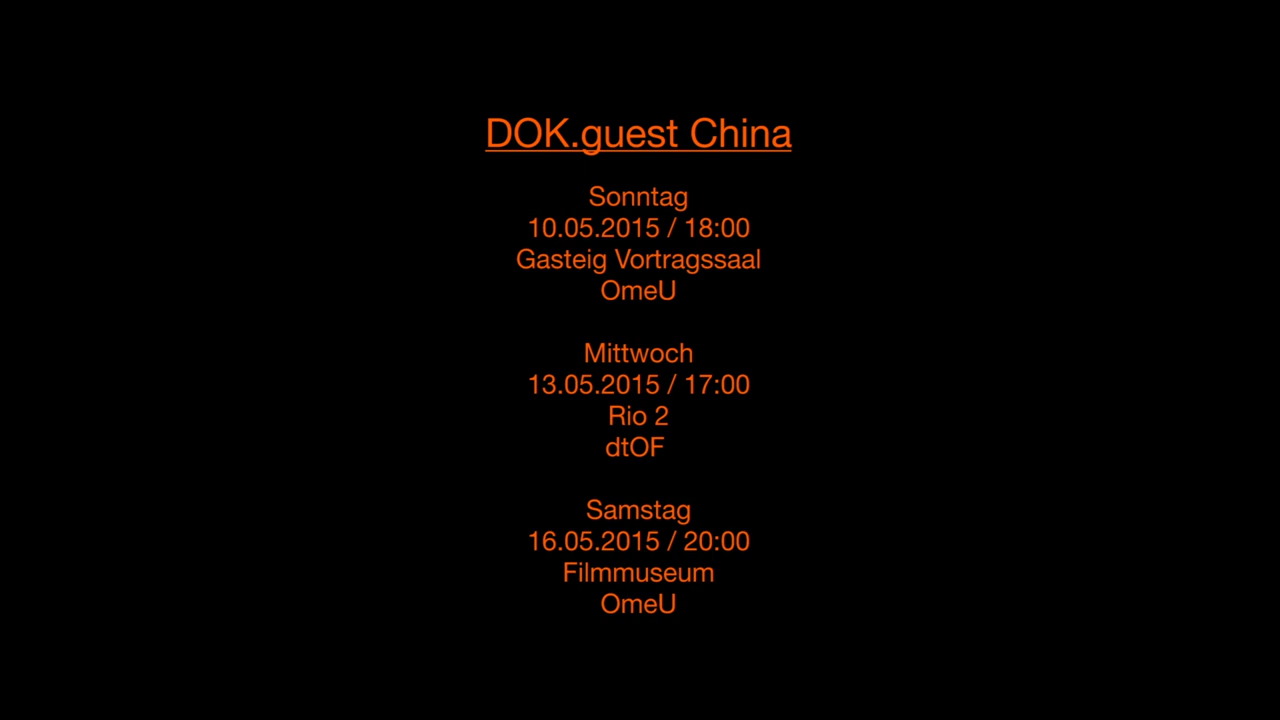 DOK.guest China
Sonntag
10.05.2015 / 18:00
Gasteig Vortragssaal
OmeU
Mittwoch
13.05.2015 / 17:00
Rio 2
dtOF
Samstag
16.05.2015 / 20:00
Filmmuseum
OmeU